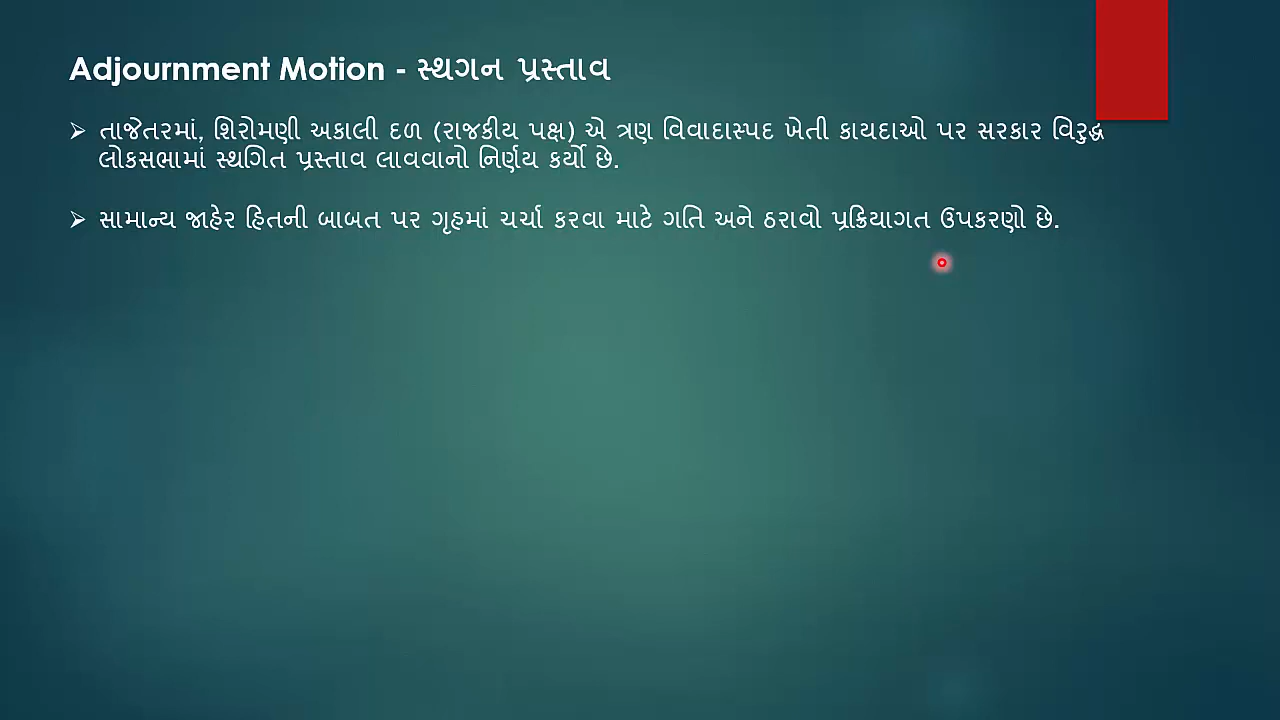 Adjournment Motion - સ્થગન પ્રસ્તાવ
તાજેતરમાં, શિરોમણી અકાલી દળ (રાજકીય પક્ષ) એ ત્રણ વિવાદાસ્પદ ખેતી કાયદાઓ પર સરકાર વિરુદ્ધ
લોકસભામાં સ્થગિત પ્રસ્તાવ લાવવાનો નિર્ણય કર્યો છે.
સામાન્ય જાહેર હિતની બાબત પર ગૃહમાં ચર્ચા કરવા માટે ગતિ અને ઠરાવો પ્રક્રિયાગત ઉપકરણો છે.